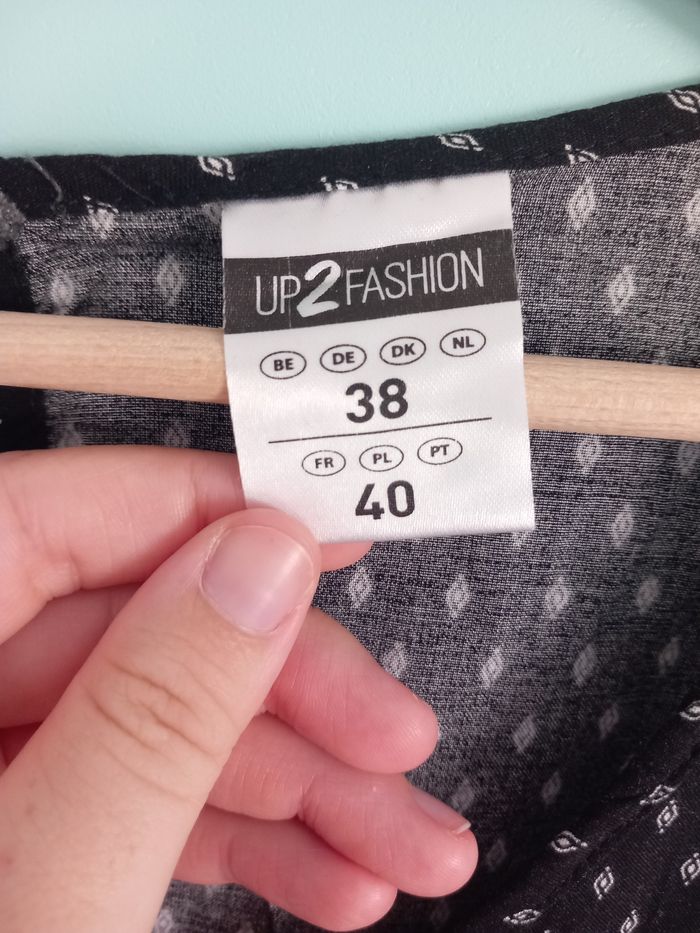 UP2FASHION
BE DE DK NL
38
FR PL PT
40